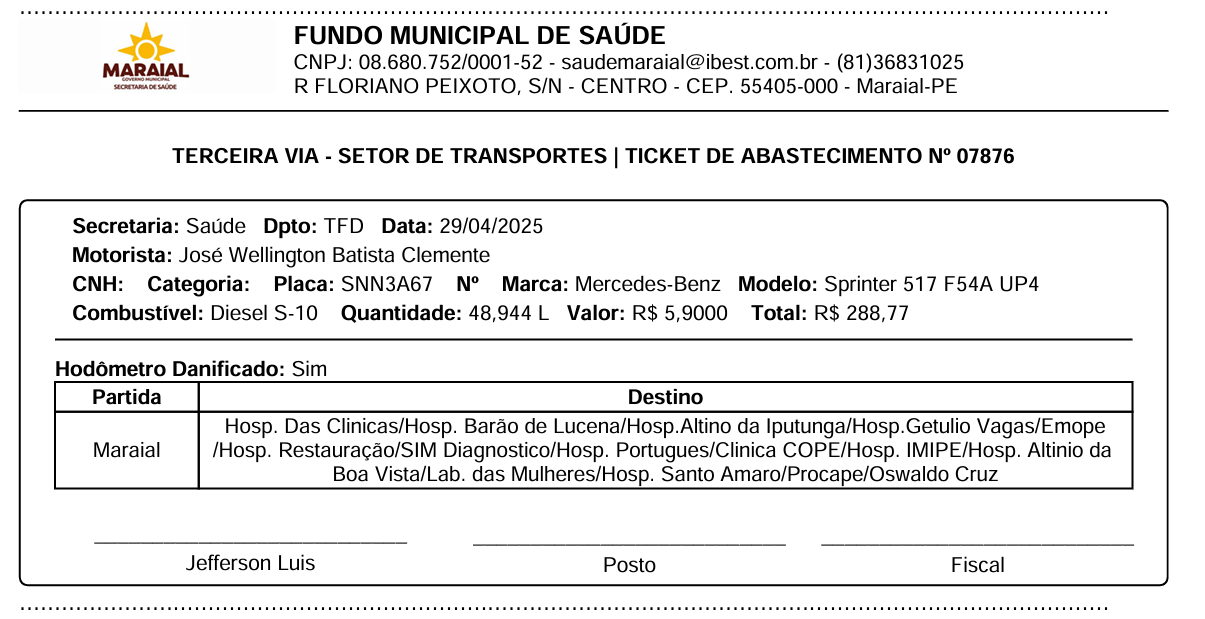 MARAIAL
GOVERNO MUNICIPAL
SECRETARIA DE SAÚDE
FUNDO MUNICIPAL DE SAÚDE
CNPJ: 08.680.752/0001-52 - saudemaraial@ibest.com.br - (81)36831025
R FLORIANO PEIXOTO, S/N - CENTRO - CEP. 55405-000 - Maraial-PE
TERCEIRA VIA - SETOR DE TRANSPORTES | TICKET DE ABASTECIMENTO Nº 07876
Secretaria: Saúde Dpto: TFD Data: 29/04/2025
Motorista: José Wellington Batista Clemente
CNH: Categoria: Placa: SNN3A67 Nº Marca: Mercedes-Benz Modelo: Sprinter 517 F54A UP4
Combustível: Diesel S-10 Quantidade: 48,944 L Valor: R$ 5,9000 Total: R$ 288,77
Hodômetro Danificado: Sim
Partida Destino
Hosp. Das Clinicas/Hosp. Barão de Lucena/Hosp.Altino da Iputunga/Hosp.Getulio Vagas/Emope
Maraial /Hosp. Restauração/SIM Diagnostico/Hosp. Portugues/Clinica COPE/Hosp. IMIPE/Hosp. Altinio da
Boa Vista/Lab. das Mulheres/Hosp. Santo Amaro/Procape/Oswaldo Cruz
Jefferson Luis Posto Fiscal